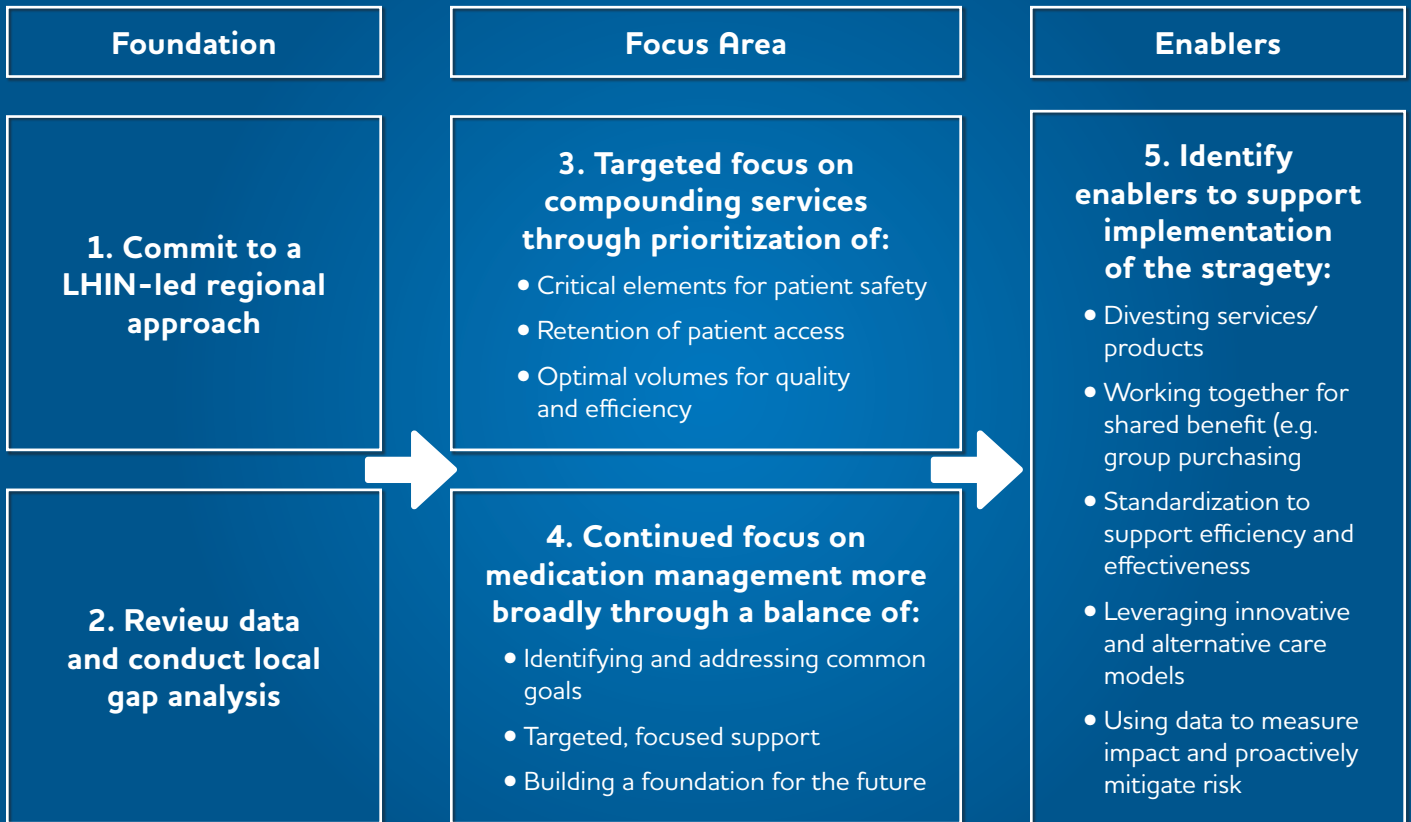 Foundation
Focus Area
Enablers
1. Commit to a
LHIN-led regional
approach
2. Review data
and conduct local
gap analysis
3. Targeted focus on
compounding services
through prioritization of:
• Critical elements for patient safety
• Retention of patient access
• Optimal volumes for quality
and efficiency
4. Continued focus on
medication management more
broadly through a balance of:
• Identifying and addressing common
goals
• Targeted, focused support
• Building a foundation for the future
5. Identify
enablers to support
implementation
of the stragety:
• Divesting services/
products
• Working together for
shared benefit (e.g.
group purchasing
• Standardization to
support efficiency and
effectiveness
• Leveraging innovative
and alternative care
models
• Using data to measure
impact and proactively
mitigate risk